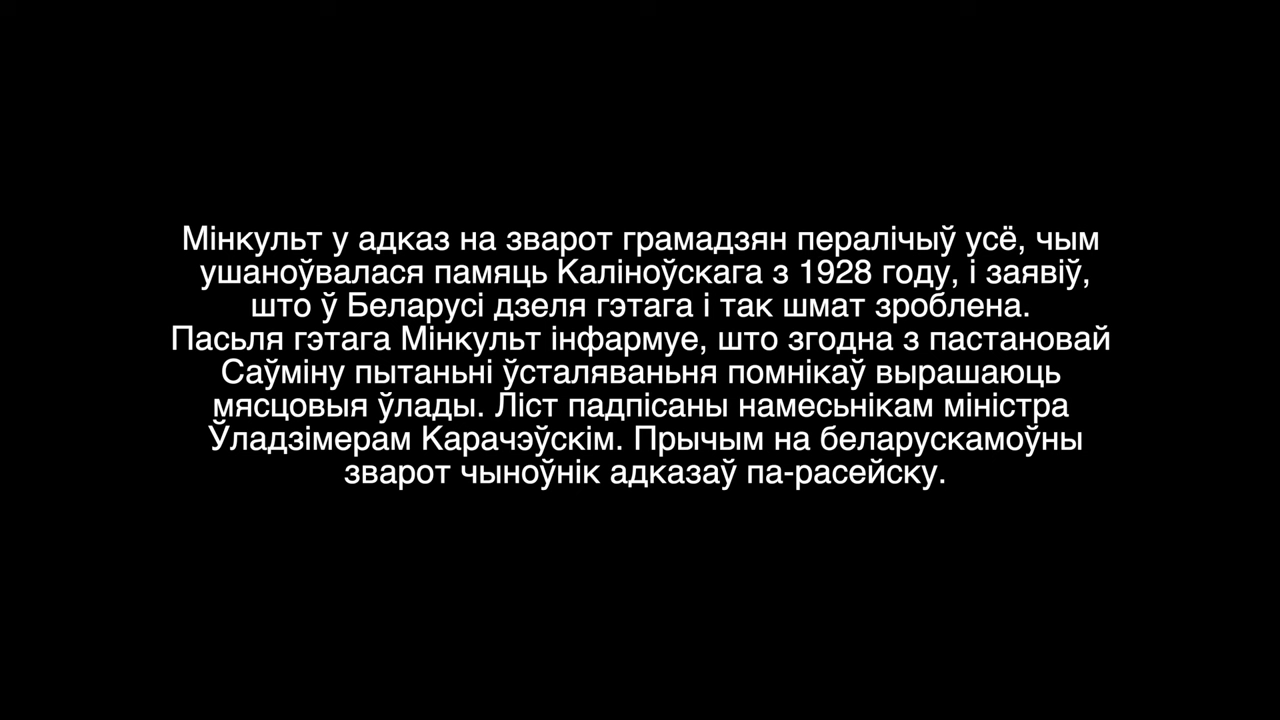 Мінкульт у адказ на зварот грамадзян пералічыў усё, чым
ушаноўвалася памяць Каліноўскага з 1928 году, і заявіў,
што ў Беларусі дзеля гэтага і так шмат зроблена.
Пасьля гэтага Мінкульт інфармуе, што згодна з пастановай
Саўміну пытаньні ўсталяваньня помнікаў вырашаюць
мясцовыя ўлады. Ліст падпісаны намесьнікам міністра
Ўладзімерам Карачэўскім. Прычым на беларускамоўны
зварот чыноўнік адказаў па-расейску.